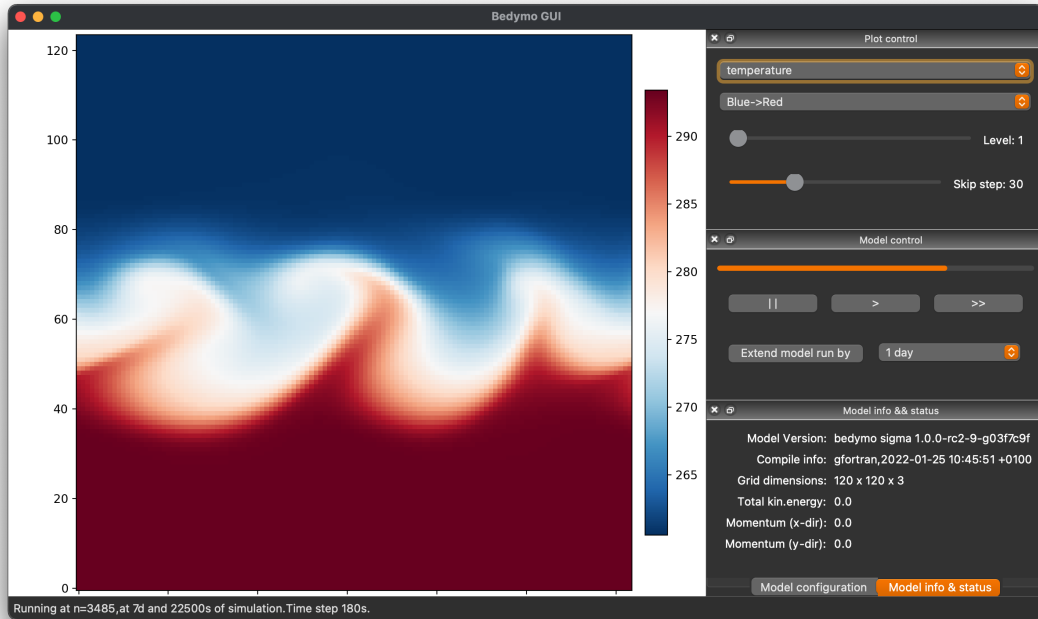 Bedymo GUI
120
100
80
60
40
20
0
290
285
280
275
270
265
Plot control
temperature
Blue->Red
Level: 1
Skip step: 30
Model control
|| > >>
Extend model run by 1 day
Model info && status
Model Version: bedymo sigma 1.0.0-rc2-9-g03f7c9f
Compile info: gfortran,2022-01-25 10:45:51 +0100
Grid dimensions: 120 x 120 x 3
Total kin.energy: 0.0
Momentum (x-dir): 0.0
Momentum (y-dir): 0.0
Model configuration Model info & status
Running at n=3485,at 7d and 22500s of simulation.Time step 180s.